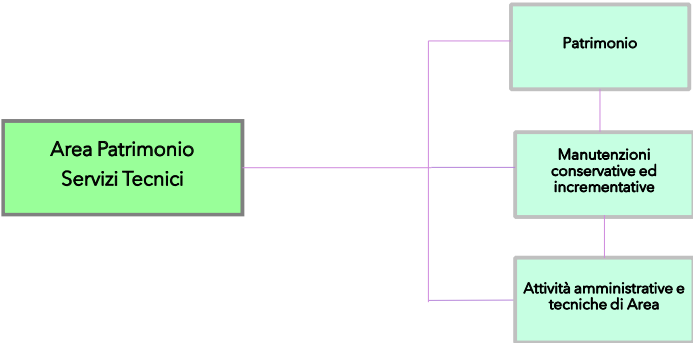 Area Patrimonio
Servizi Tecnici
Patrimonio
Manutenzioni
conservative ed
incrementative
Attività amministrative e
tecniche di Area